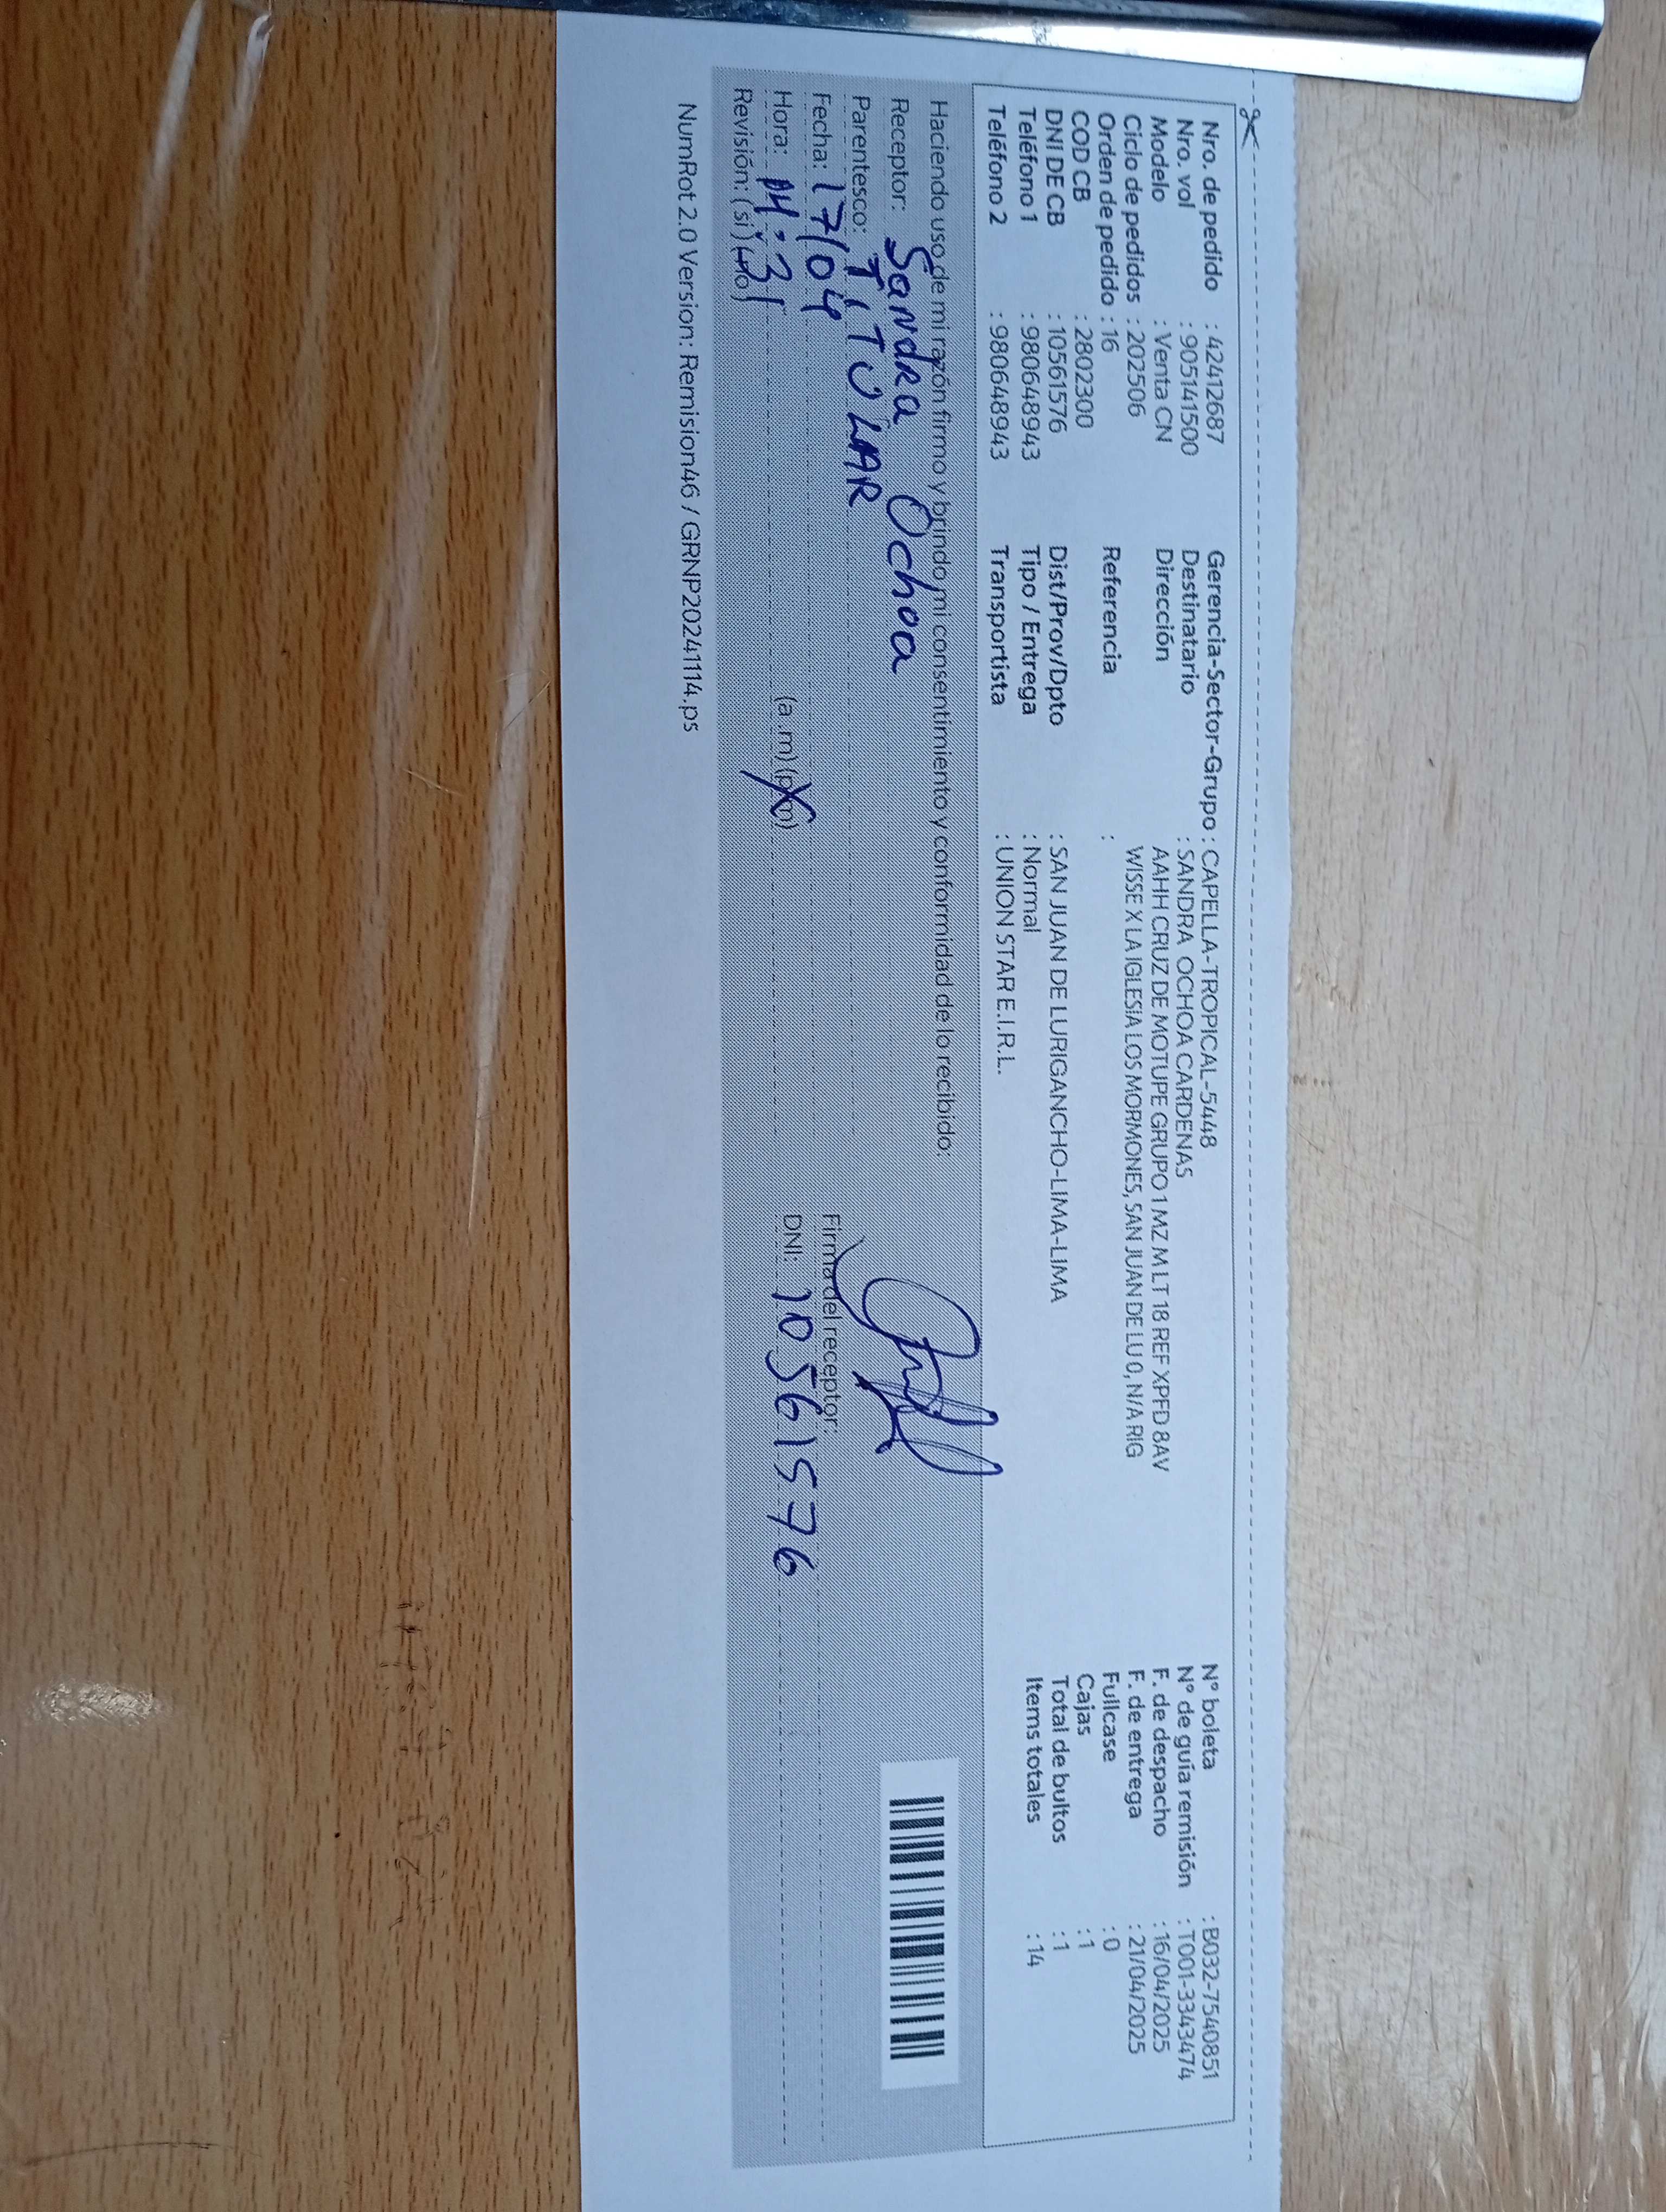 Nro. de pedido : 42412687
Nro. vol : 905141500
Modelo : Venta CN
Ciclo de pedidos : 202506
Orden de pedido : 16
COD CB : 2802300
DNI DE CB : 10561576
Teléfono 1 : 980648943
Teléfono 2 : 980648943
Gerencia-Sector-Grupo : CAPELLA-TROPICAL-5448
Destinatario : SANDRA OCHOA CARDENAS
Dirección AAHH CRUZ DE MOTUPE GRUPO 1 MZ M LT 18 REF XPFD 8AV
WISSE X LA IGLESIA LOS MORMONES, SAN JUAN DE LU 0, N/A RIG
Referencia :
Dist/Prov/Dpto : SAN JUAN DE LURIGANCHO-LIMA-LIMA
Tipo / Entrega : Normal
Transportista : UNION STAR E.I.R.L.
N° boleta : B032-7540851
N° de guía remisión : T001-3343474
F. de despacho : 16/04/2025
F. de entrega : 21/04/2025
Fullcase : 0
Cajas : 1
Total de bultos : 1
Items totales : 14
Haciendo uso de mi razón firmo y brindo mi consentimiento y conformidad de lo recibido:
Receptor: Sandra Ochoa
Parentesco: TITULAR
Fecha: 17/04
Firma del receptor:
Hora: 04:31 (a.m) (p.m)
DNI: 10561576
Revisión: (si) (no)
NumRot 2.0 Version: Remision46 / GRNP20241114.ps